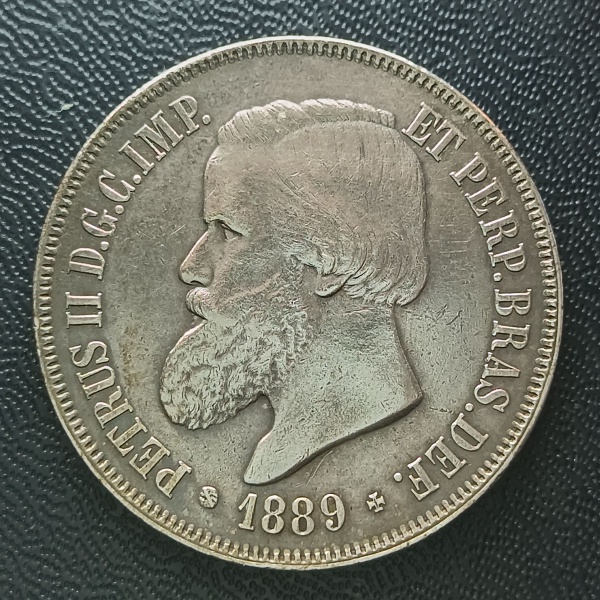 PETRUS II D.G.C.IMP.
ET PERP.BRAS.DEF.
1889